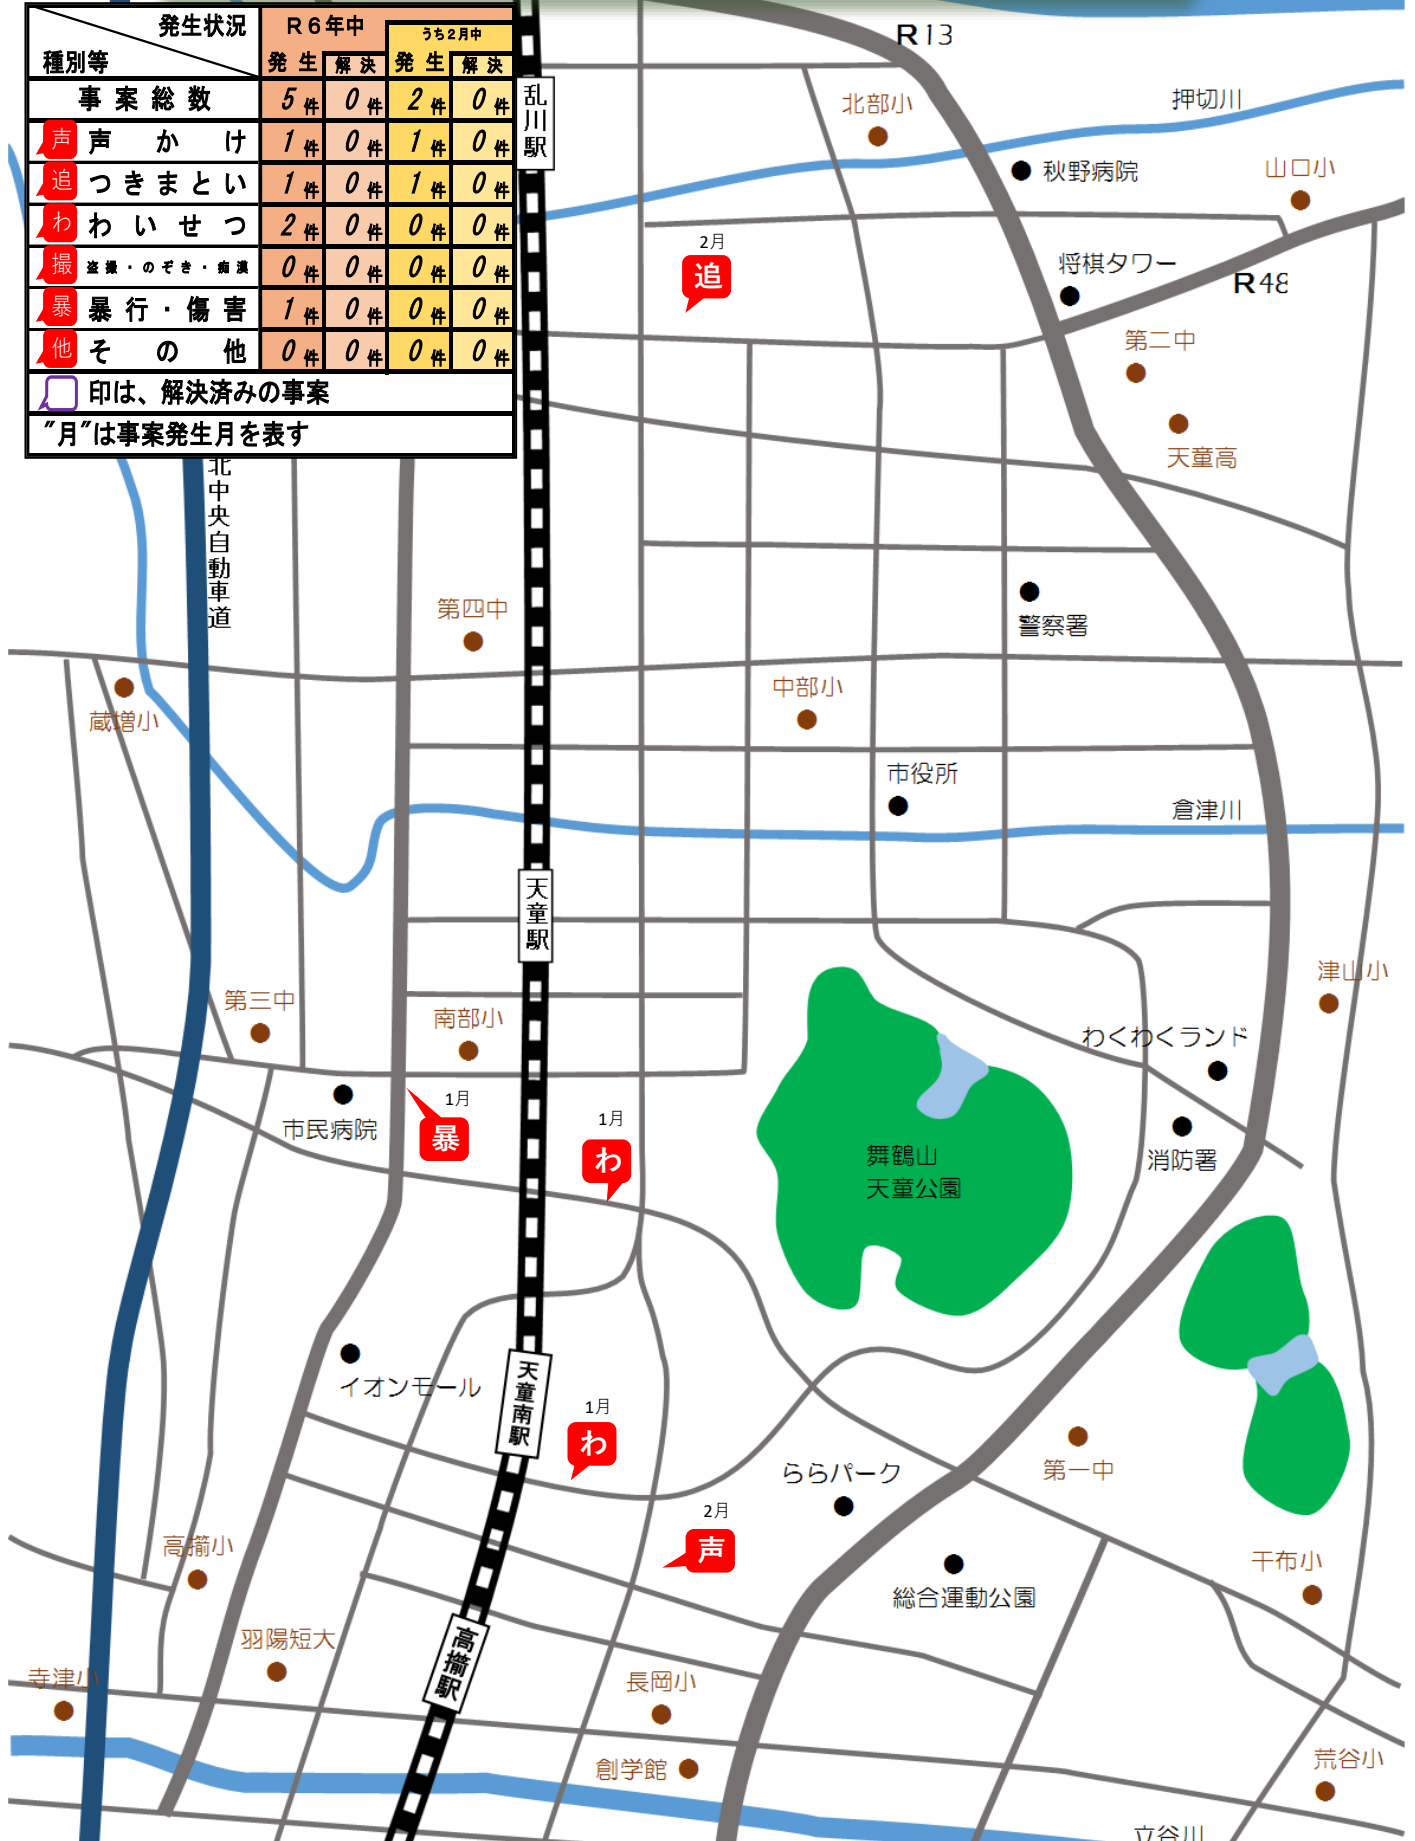 発生状況
種別等
R6年中
うち2月中
発生 解決 発生 解決
事案総数 5件 0件 2件 0件
声 声かけ 1件 0件 1件 0件
追 つきまとい 1件 0件 1件 0件
わ わいせつ 2件 0件 0件 0件
撮 盗撮・のぞき・痴漢 0件 0件 0件 0件
暴 暴行・傷害 1件 0件 0件 0件
他 その他 0件 0件 0件 0件
印は、解決済みの事案
"月"は事案発生月を表す
R13
乱川駅
北部小
押切川
秋野病院
山口小
2月
追
将棋タワー
R48
第二中
天童高
北中央自動車道
第四中
警察署
蔵増小
中部小
市役所
倉津川
天童駅
津山小
第三中
南部小
わくわくランド
市民病院
1月
暴
1月
わ
舞鶴山
天童公園
消防署
イオンモール
天童南駅
1月
わ
ららパーク
第一中
2月
声
高擶小
総合運動公園
干布小
羽陽短大
高擶駅
寺津小
長岡小
創学館
荒谷小
立谷川